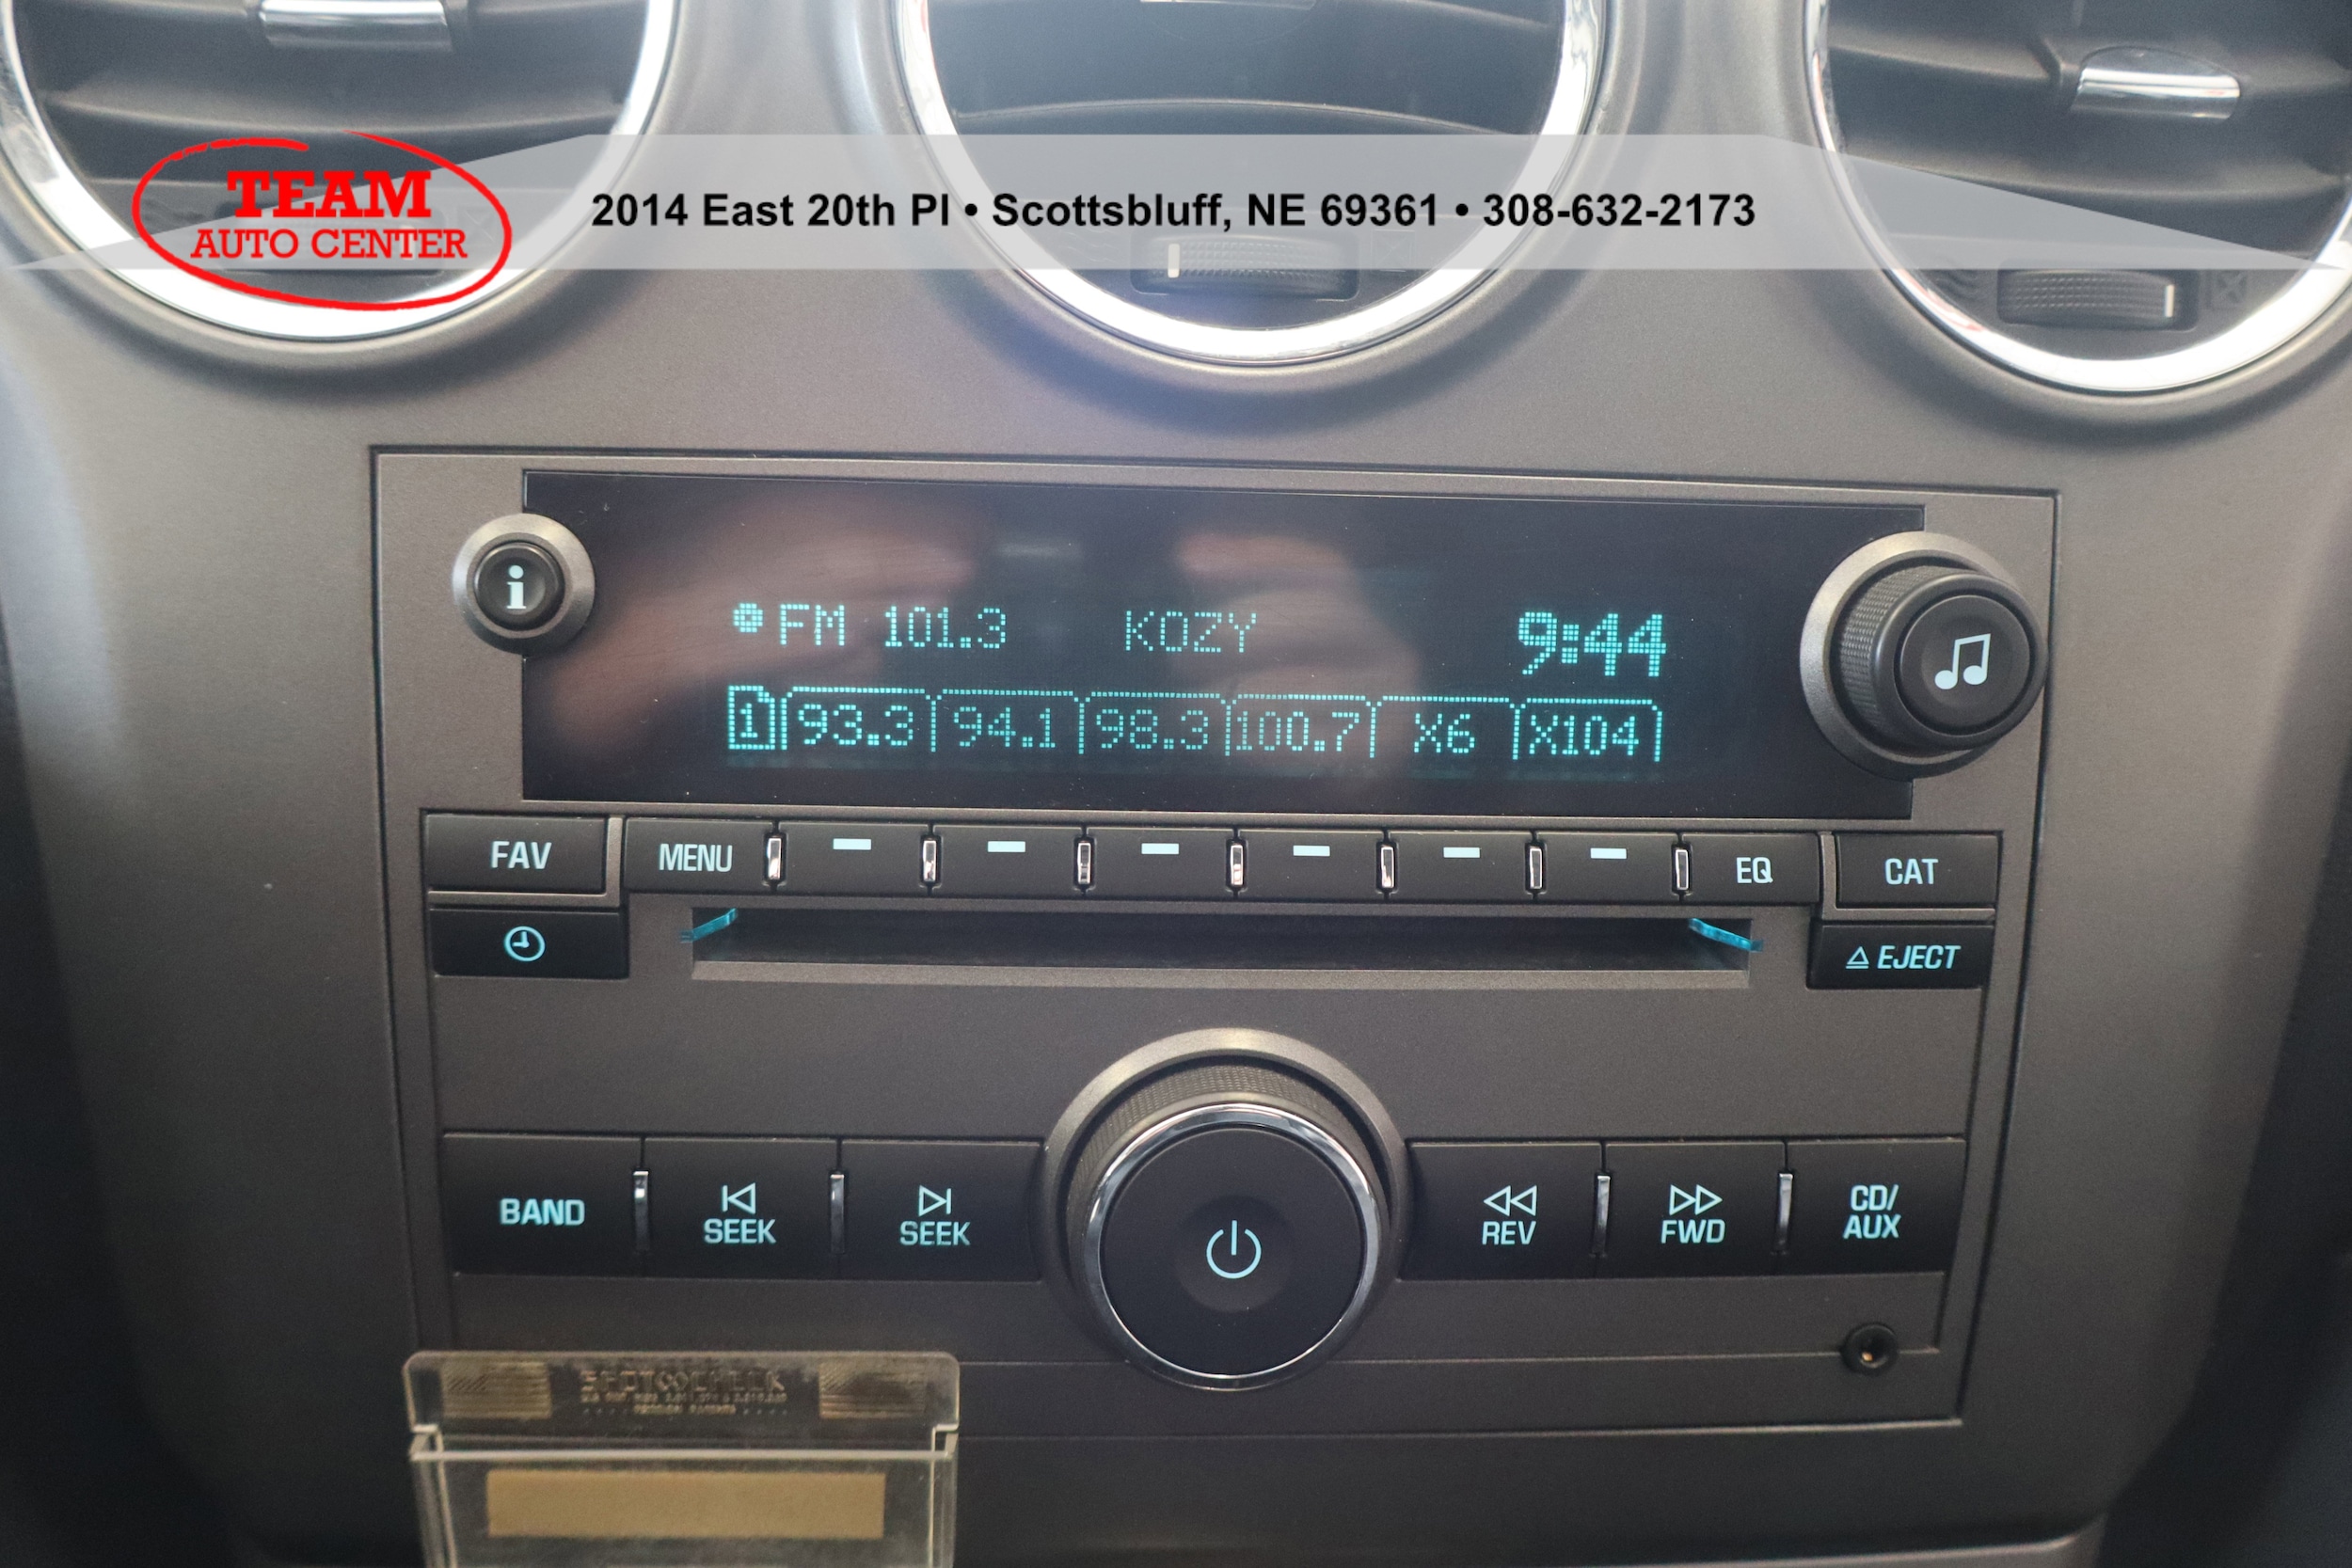 TEAM
AUTO CENTER
2014 East 20th Pl • Scottsbluff, NE 69361 • 308-632-2173
i
FM 101.3 KOZY 9:44
1 93.3 94.1 98.3 100.7 X6 X104
FAV MENU EQ CAT
EJECT
BAND SEEK SEEK REV FWD CD/
AUX